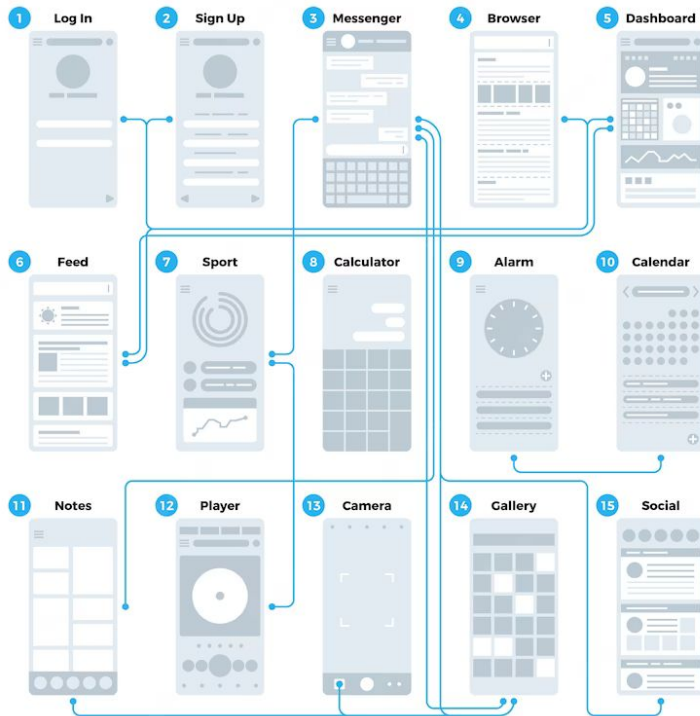 1 Log In
2 Sign Up
3 Messenger
4 Browser
5 Dashboard
6 Feed
7 Sport
8 Calculator
9 Alarm
10 Calendar
11 Notes
12 Player
13 Camera
14 Gallery
15 Social